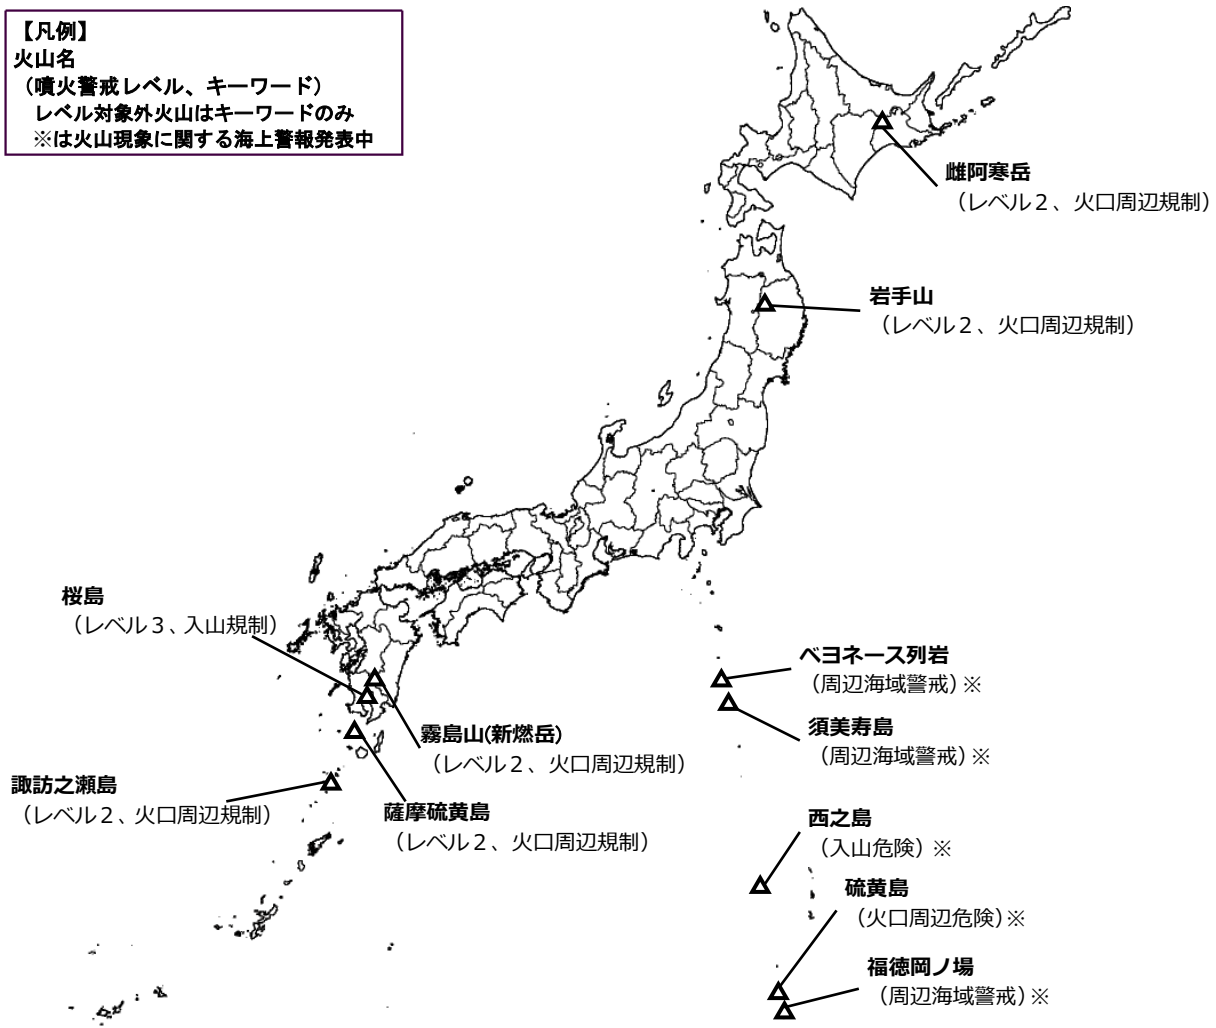 【凡例】
火山名
（噴火警戒レベル、キーワード）
レベル対象外火山はキーワードのみ
※は火山現象に関する海上警報発表中
雌阿寒岳
（レベル２、火口周辺規制）
岩手山
（レベル２、火口周辺規制）
桜島
（レベル３、入山規制）
ベヨネース列岩
（周辺海域警戒）※
須美寿島
（周辺海域警戒）※
霧島山(新燃岳)
（レベル２、火口周辺規制）
諏訪之瀬島
（レベル２、火口周辺規制）
薩摩硫黄島
（レベル２、火口周辺規制）
西之島
（入山危険）※
硫黄島
（火口周辺危険）※
福徳岡ノ場
（周辺海域警戒）※